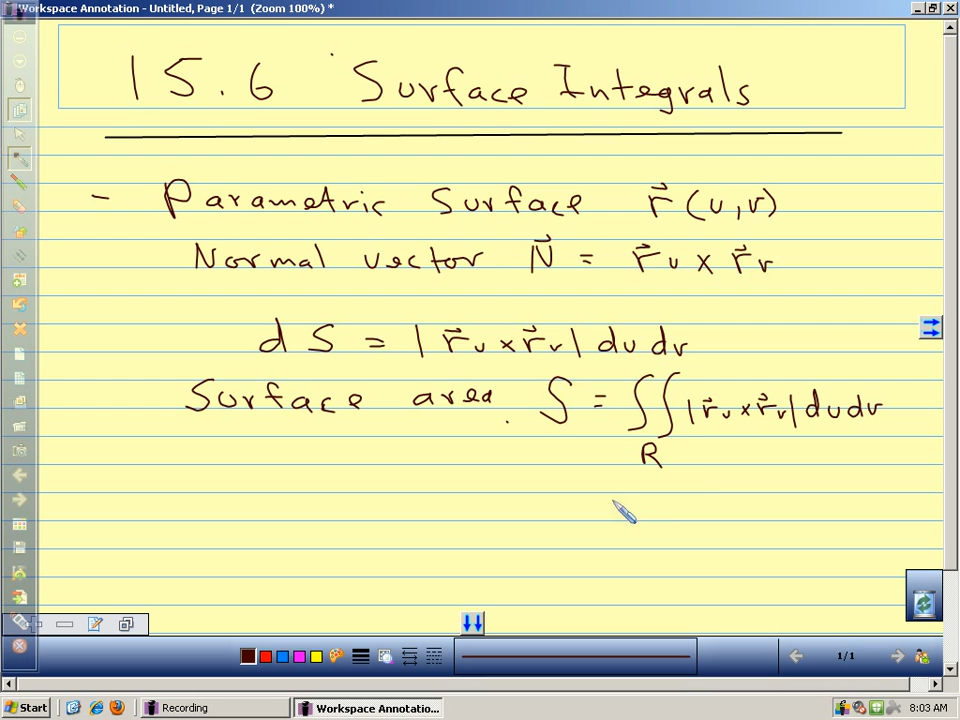 Workspace Annotation - Untitled, Page 1/1 (Zoom 100%) *
15.6 Surface Integrals
- Parametric Surface r⃗(u,v)
Normal vector N⃗ = r⃗u × r⃗v
dS = |r⃗u × r⃗v| du dv
Surface area. S = ∫∫ |r⃗u × r⃗v| du dv
R
1/1
Start Recording Workspace Annotatio... 8:03 AM